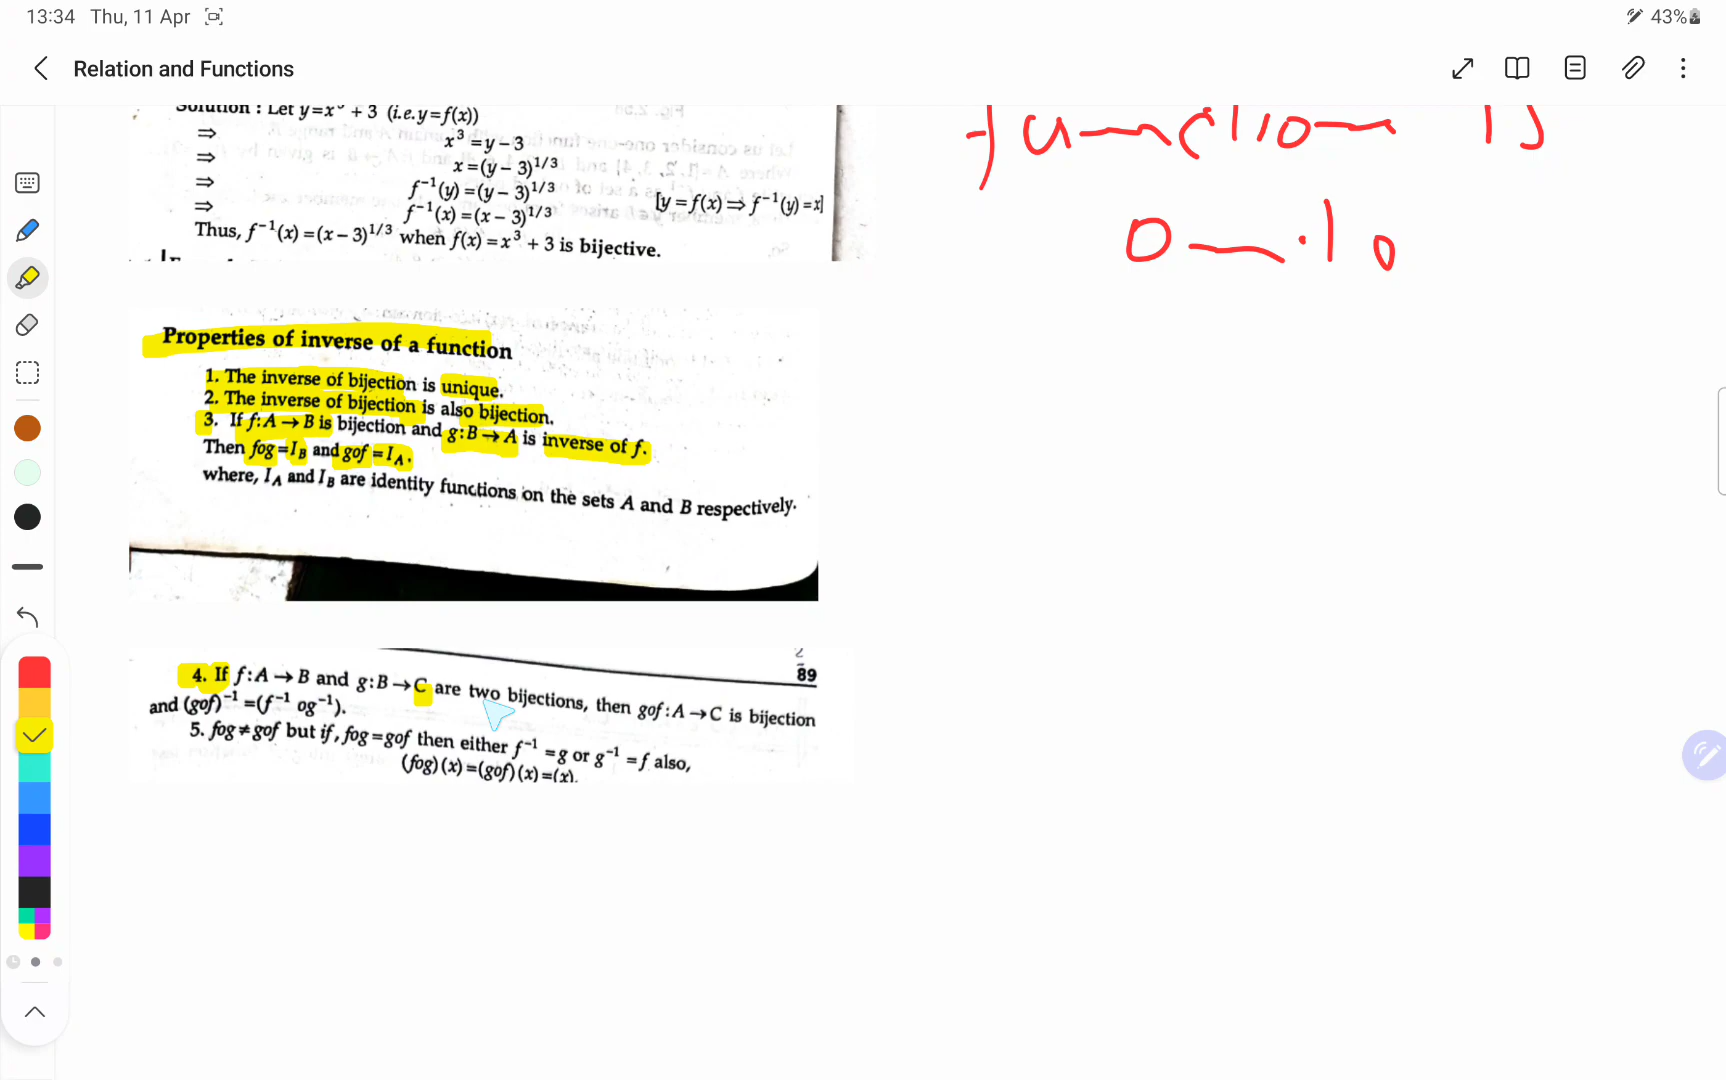 13:34 Thu, 11 Apr
43%
Relation and Functions
Solution : Let y=x³ + 3 (i.e. y=f(x))
⇒ x³ = y − 3
⇒ x = (y − 3)^1/3
⇒ f⁻¹(y) = (y − 3)^1/3
⇒ f⁻¹(x) = (x − 3)^1/3 [y = f(x) ⇒ f⁻¹(y) = x]
Thus, f⁻¹(x) = (x − 3)^1/3 when f(x) = x³ + 3 is bijective.
function is
onto
Properties of inverse of a function
1. The inverse of bijection is unique.
2. The inverse of bijection is also bijection.
3. If f : A → B is bijection and g : B → A is inverse of f.
Then fog = I_B and gof = I_A.
where, I_A and I_B are identity functions on the sets A and B respectively.
89
4. If f : A → B and g : B → C are two bijections, then gof : A → C is bijection
and (gof)⁻¹ = (f⁻¹ og⁻¹).
5. fog ≠ gof but if, fog = gof then either f⁻¹ = g or g⁻¹ = f also,
(fog) (x) = (gof) (x) = (x).